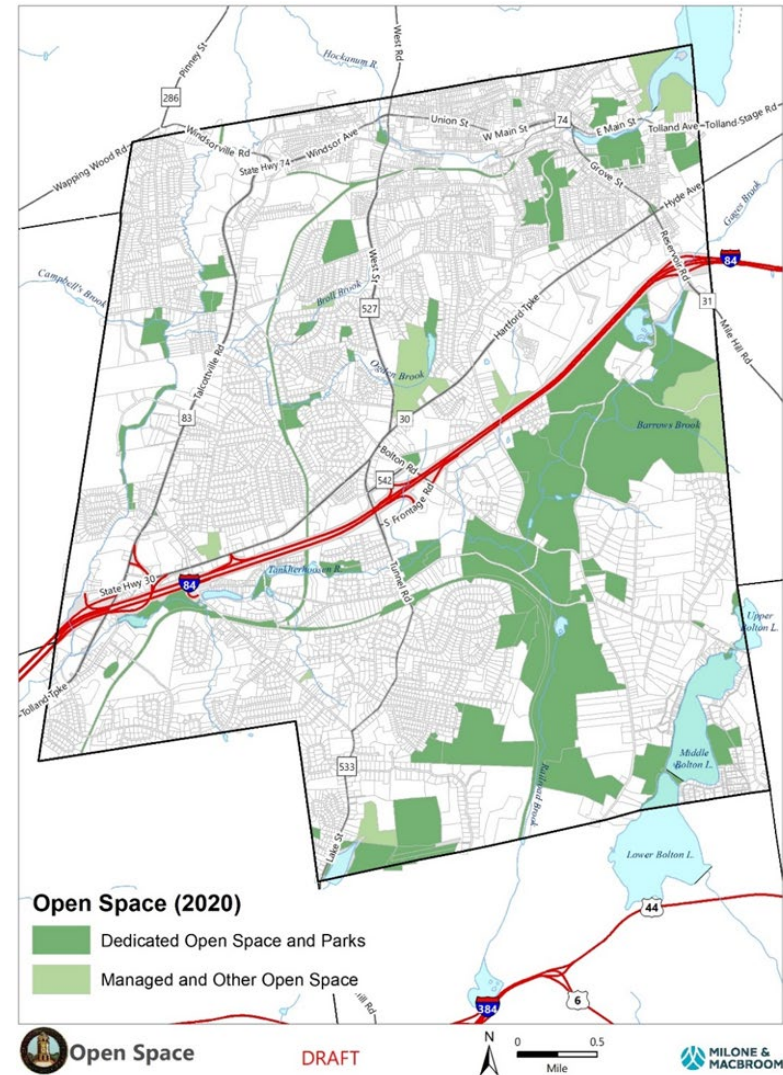 Pinney St
West Rd
Hockanum R.
286
Windsorville Rd
Wapping Wood Rd
State Hwy 74
Windsor Ave
Union St
W Main St
74
E Main St
Tolland Ave
Tolland-Stage Rd
Grove St
Hyde Ave
Gages Brook
Reservoir Rd
84
31
Mile Hill Rd
Campbell's Brook
Broll Brook
West St
527
Hartford Tpke
Ogden Brook
Talcottville Rd
83
30
Bolton Rd
542
S Frontage Rd
Barrows Brook
State Hwy 30
84
Tankherhoosen R.
Tunnel Rd
Upper
Bolton L.
Tolland Tpke
Middle
Bolton L.
533
Railroad Brook
Lake St
Lower Bolton L.
44
Open Space (2020)
Dedicated Open Space and Parks
Managed and Other Open Space
384
6
Open Space
DRAFT
N
0 0.5
Mile
MILONE &
MACBROOM